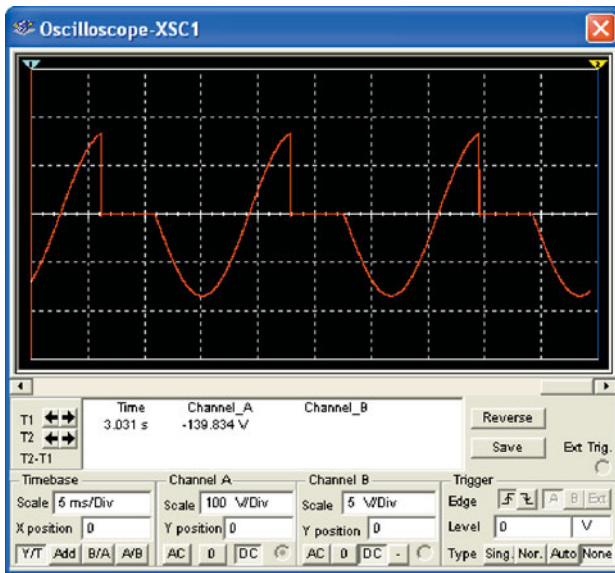 Oscilloscope-XSC1
1
2
Time Channel_A Channel_B
T1 3.031 s -139.834 V
T2
T2-T1
Reverse
Save Ext Trig.
Timebase Channel A Channel B Trigger
Scale 5 ms/Div Scale 100 V/Div Scale 5 V/Div Edge A B Ext
X position 0 Y position 0 Y position 0 Level 0 V
Y/T Add B/A A/B AC 0 DC AC 0 DC - Type Sing. Nor. Auto None